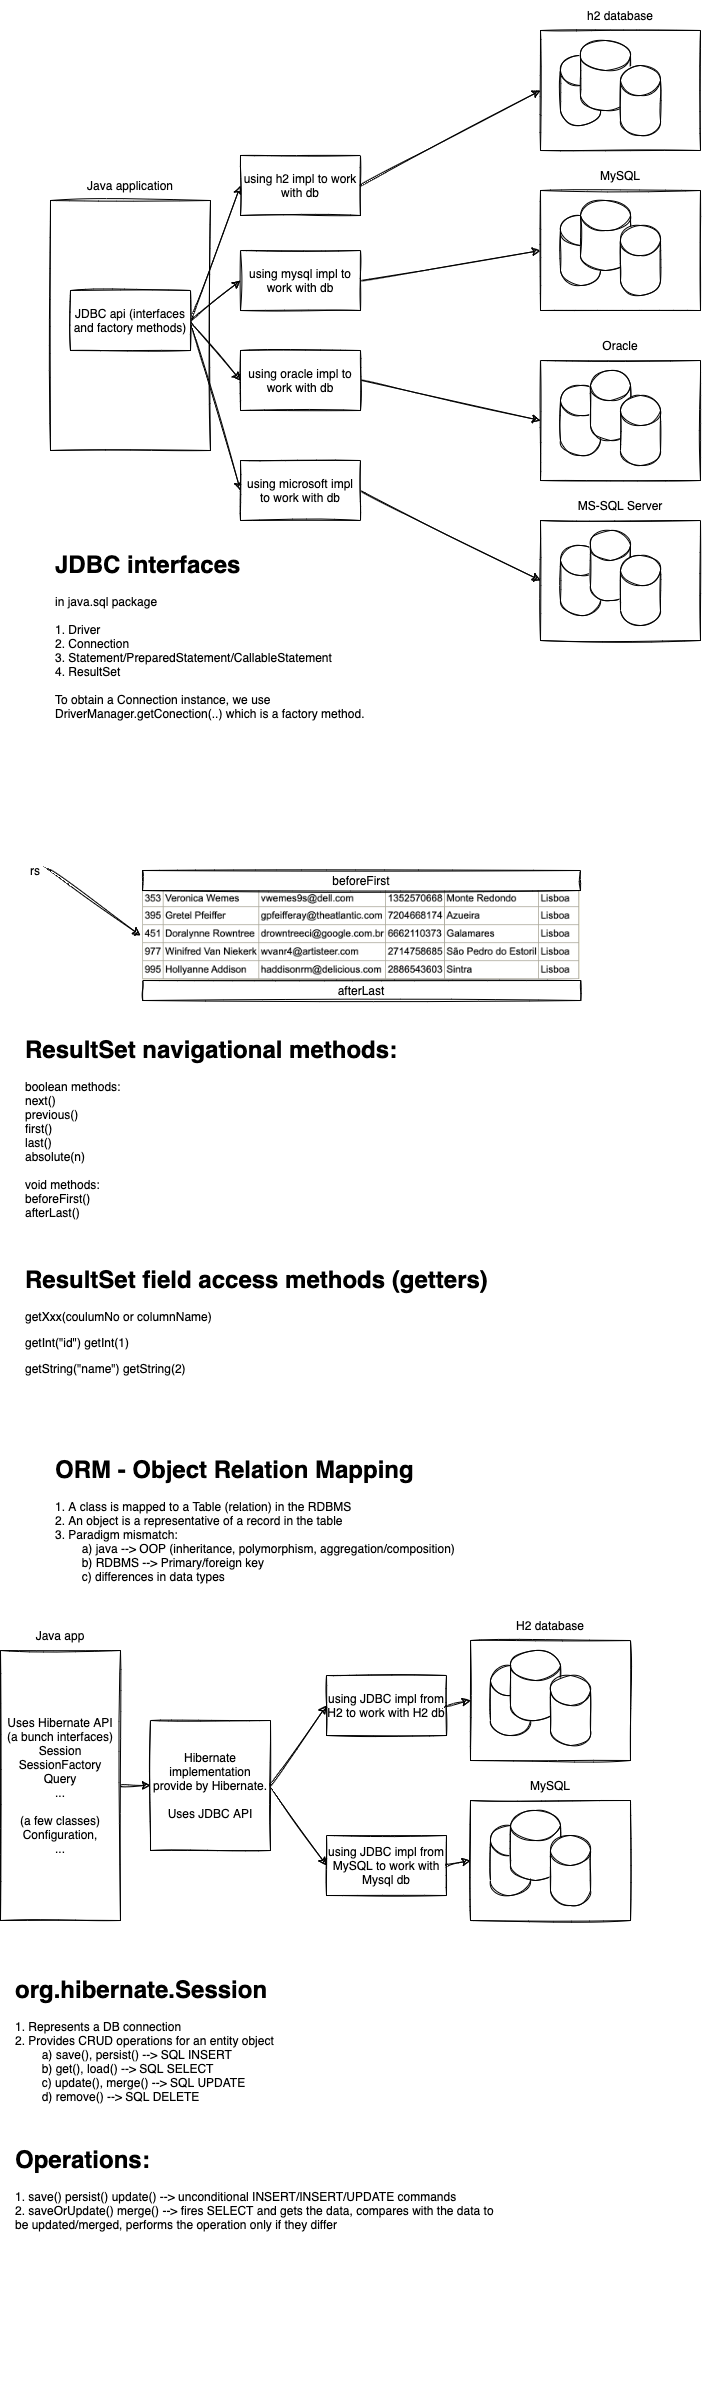 h2 database
using h2 impl to work
with db
Java application
MySQL
JDBC api (interfaces
and factory methods)
using mysql impl to
work with db
Oracle
using oracle impl to
work with db
using microsoft impl
to work with db
MS-SQL Server
JDBC interfaces
in java.sql package
1. Driver
2. Connection
3. Statement/PreparedStatement/CallableStatement
4. ResultSet
To obtain a Connection instance, we use
DriverManager.getConection(..) which is a factory method.
rs
beforeFirst
353 Veronica Wemes vwemes9s@dell.com 1352570668 Monte Redondo Lisboa
395 Gretel Pfeiffer gpfeifferay@theatlantic.com 7204668174 Azueira Lisboa
451 Doralynne Rowntree drowntreeci@google.com.br 6662110373 Galamares Lisboa
977 Winifred Van Niekerk wvanr4@artisteer.com 2714758685 São Pedro do Estoril Lisboa
995 Hollyanne Addison haddisonrm@delicious.com 2886543603 Sintra Lisboa
afterLast
ResultSet navigational methods:
boolean methods:
next()
previous()
first()
last()
absolute(n)
void methods:
beforeFirst()
afterLast()
ResultSet field access methods (getters)
getXxx(coulumNo or columnName)
getInt("id") getInt(1)
getString("name") getString(2)
ORM - Object Relation Mapping
1. A class is mapped to a Table (relation) in the RDBMS
2. An object is a representative of a record in the table
3. Paradigm mismatch:
a) java --> OOP (inheritance, polymorphism, aggregation/composition)
b) RDBMS --> Primary/foreign key
c) differences in data types
Java app
H2 database
Uses Hibernate API
(a bunch interfaces)
Session
SessionFactory
Query
...
(a few classes)
Configuration,
...
Hibernate
implementation
provide by Hibernate.
Uses JDBC API
using JDBC impl from
H2 to work with H2 db
MySQL
using JDBC impl from
MySQL to work with
Mysql db
org.hibernate.Session
1. Represents a DB connection
2. Provides CRUD operations for an entity object
a) save(), persist() --> SQL INSERT
b) get(), load() --> SQL SELECT
c) update(), merge() --> SQL UPDATE
d) remove() --> SQL DELETE
Operations:
1. save() persist() update() --> unconditional INSERT/INSERT/UPDATE commands
2. saveOrUpdate() merge() --> fires SELECT and gets the data, compares with the data to
be updated/merged, performs the operation only if they differ